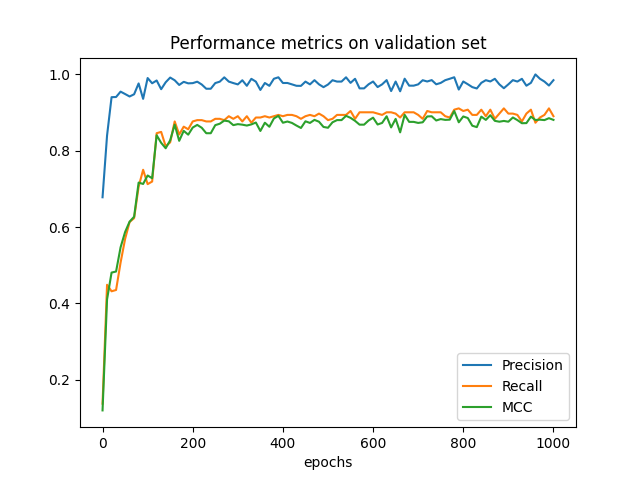 Performance metrics on validation set
1.0
0.8
0.6
0.4
0.2
Precision
Recall
MCC
0 200 400 600 800 1000
epochs